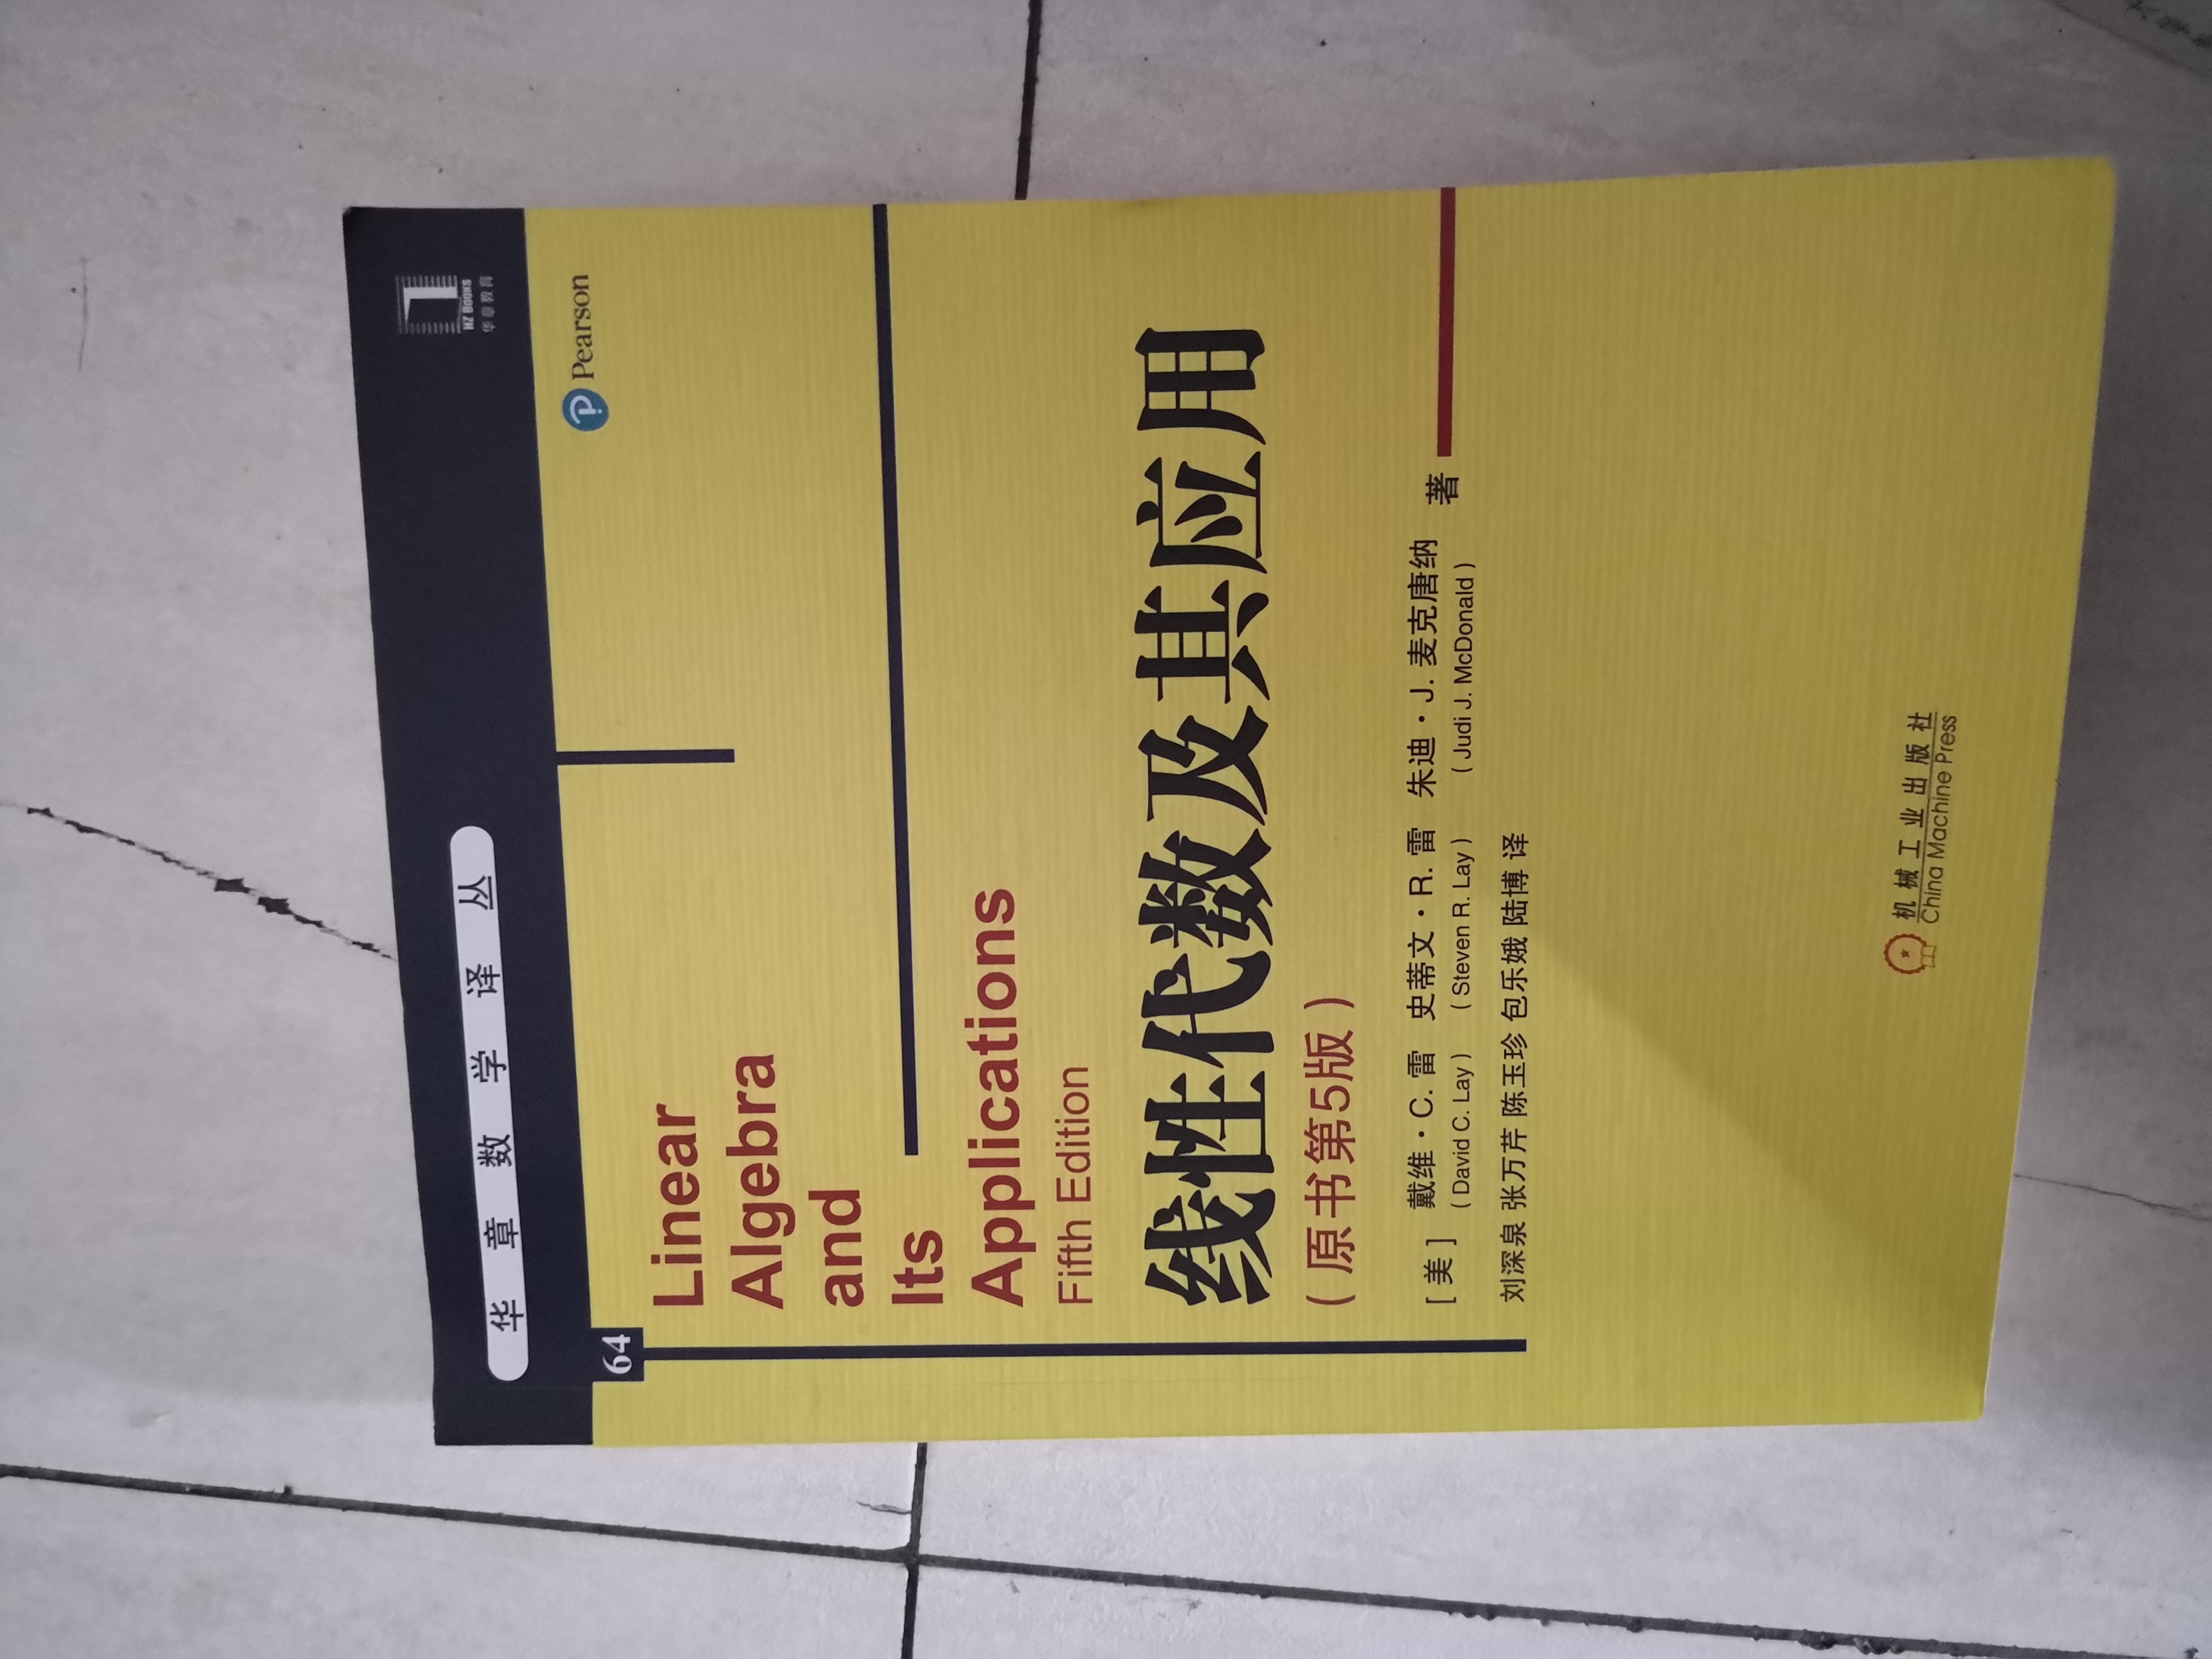 HZ BOOKS
华章教育
华章数学译丛
Pearson
64
Linear
Algebra
and
Its
Applications
Fifth Edition
线性代数及其应用
(原书第5版)
[美] 戴维·C.雷 史蒂文·R.雷 朱迪·J.麦克唐纳 著
(David C. Lay) (Steven R. Lay) (Judi J. McDonald)
刘深泉 张万芹 陈玉珍 包乐娥 陆博 译
机械工业出版社
China Machine Press